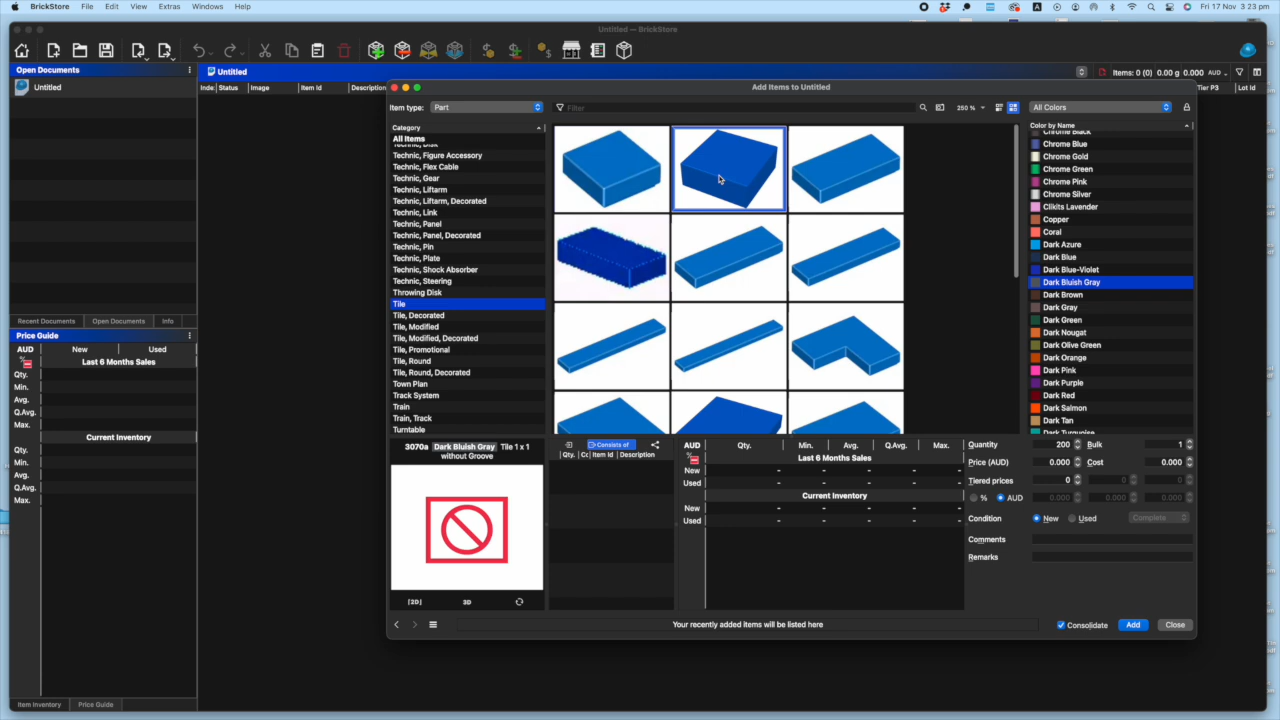 BrickStore File Edit View Extras Windows Help
Fri 17 Nov 3 23 pm
Untitled — BrickStore
Open Documents
Untitled
Untitled
Items: 0 (0) 0.00 g 0.000 AUD
Inde Status Image Item Id Description
Tier P3 Lot Id
Add Items to Untitled
Item type: Part
Filter
250 %
All Colors
Category
All Items
Technic, Disk
Technic, Figure Accessory
Technic, Flex Cable
Technic, Gear
Technic, Liftarm
Technic, Liftarm, Decorated
Technic, Link
Technic, Panel
Technic, Panel, Decorated
Technic, Pin
Technic, Plate
Technic, Shock Absorber
Technic, Steering
Throwing Disk
Tile
Tile, Decorated
Tile, Modified
Tile, Modified, Decorated
Tile, Promotional
Tile, Round
Tile, Round, Decorated
Town Plan
Track System
Train
Train, Track
Turntable
Color by Name
Chrome Black
Chrome Blue
Chrome Gold
Chrome Green
Chrome Pink
Chrome Silver
Clikits Lavender
Copper
Coral
Dark Azure
Dark Blue
Dark Blue-Violet
Dark Bluish Gray
Dark Brown
Dark Gray
Dark Green
Dark Nougat
Dark Olive Green
Dark Orange
Dark Pink
Dark Purple
Dark Red
Dark Salmon
Dark Tan
Dark Turquoise
Recent Documents Open Documents Info
Price Guide
AUD New Used
Last 6 Months Sales
Qty.
Min.
Avg.
Q.Avg.
Max.
Current Inventory
Qty.
Min.
Avg.
Q.Avg.
Max.
Item Inventory Price Guide
3070a Dark Bluish Gray Tile 1 x 1
without Groove
[2D] 3D
Consists of
Qty. Cc Item Id Description
AUD Qty. Min. Avg. Q.Avg. Max.
Last 6 Months Sales
New - - - - -
Used - - - - -
Current Inventory
New - - - - -
Used - - - - -
Quantity 200 Bulk 1
Price (AUD) 0.000 Cost 0.000
Tiered prices 0 0 0
% AUD 0.000 0.000 0.000
Condition New Used Complete
Comments
Remarks
Your recently added items will be listed here
Consolidate Add Close